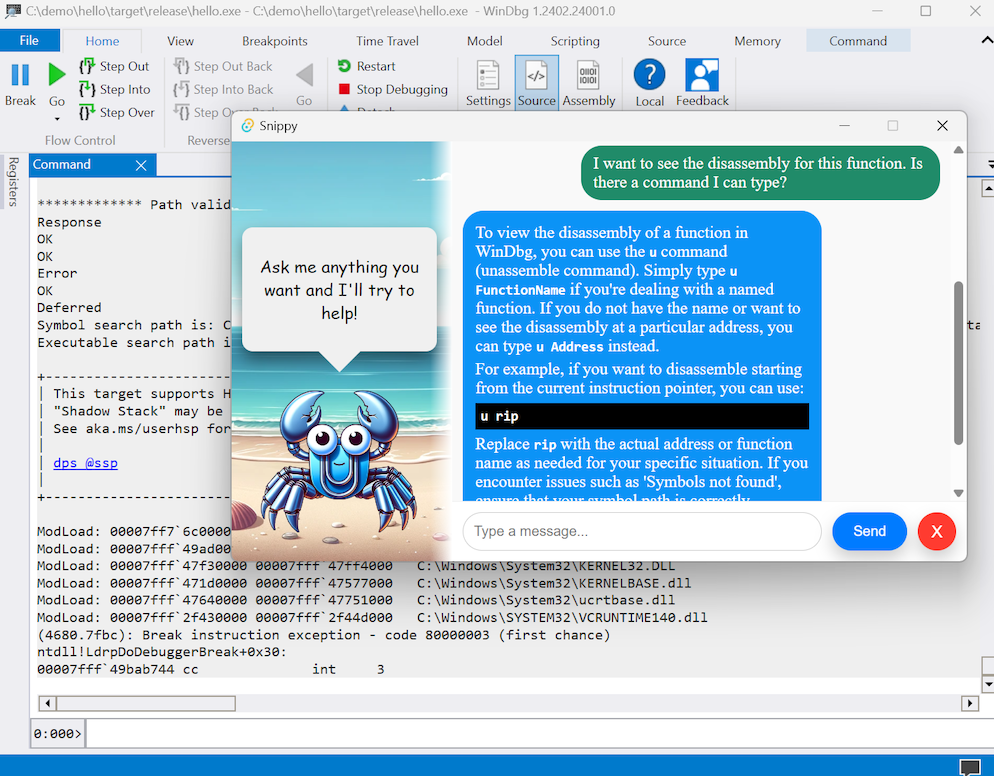 C:\demo\hello\target\release\hello.exe - C:\demo\hello\target\release\hello.exe - WinDbg 1.2402.24001.0
File Home View Breakpoints Time Travel Model Scripting Source Memory Command
Break
Go
Step Out
Step Into
Step Over
Flow Control
Step Out Back
Step Into Back
Step Over Back
Go
Reverse
Restart
Stop Debugging
Detach
Settings
Source
Assembly
Local
Feedback
Registers
Command
************* Path valid
Response
OK
OK
Error
OK
Deferred
Symbol search path is: C
Executable search path i
+------------------------
| This target supports H
| "Shadow Stack" may be
| See aka.ms/userhsp for
|
| dps @ssp
|
+------------------------
ModLoad: 00007ff7`6c0000
ModLoad: 00007fff`49ad00
ModLoad: 00007fff`47f30000 00007fff`47ff4000 C:\Windows\System32\KERNEL32.DLL
ModLoad: 00007fff`471d0000 00007fff`47577000 C:\Windows\System32\KERNELBASE.dll
ModLoad: 00007fff`47640000 00007fff`47751000 C:\Windows\System32\ucrtbase.dll
ModLoad: 00007fff`2f430000 00007fff`2f44d000 C:\Windows\SYSTEM32\VCRUNTIME140.dll
(4680.7fbc): Break instruction exception - code 80000003 (first chance)
ntdll!LdrpDoDebuggerBreak+0x30:
00007fff`49bab744 cc int 3
0:000>
Snippy
Ask me anything you
want and I'll try to
help!
I want to see the disassembly for this function. Is
there a command I can type?
To view the disassembly of a function in
WinDbg, you can use the u command
(unassemble command). Simply type u
FunctionName if you're dealing with a named
function. If you do not have the name or want to
see the disassembly at a particular address, you
can type u Address instead.
For example, if you want to disassemble starting
from the current instruction pointer, you can use:
u rip
Replace rip with the actual address or function
name as needed for your specific situation. If you
encounter issues such as 'Symbols not found',
ensure that your symbol path is correctly
Type a message...
Send
X